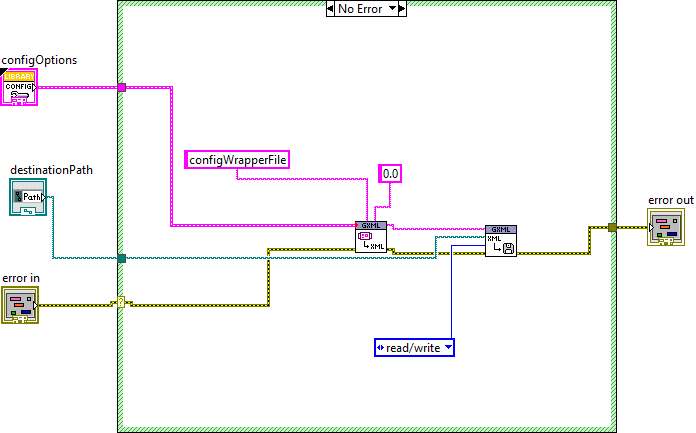 No Error
configOptions
LIBRARY
CONFIG
configWrapperFile
destinationPath
0.0
Path
GXML
XML
GXML
XML
error out
error in
?
read/write